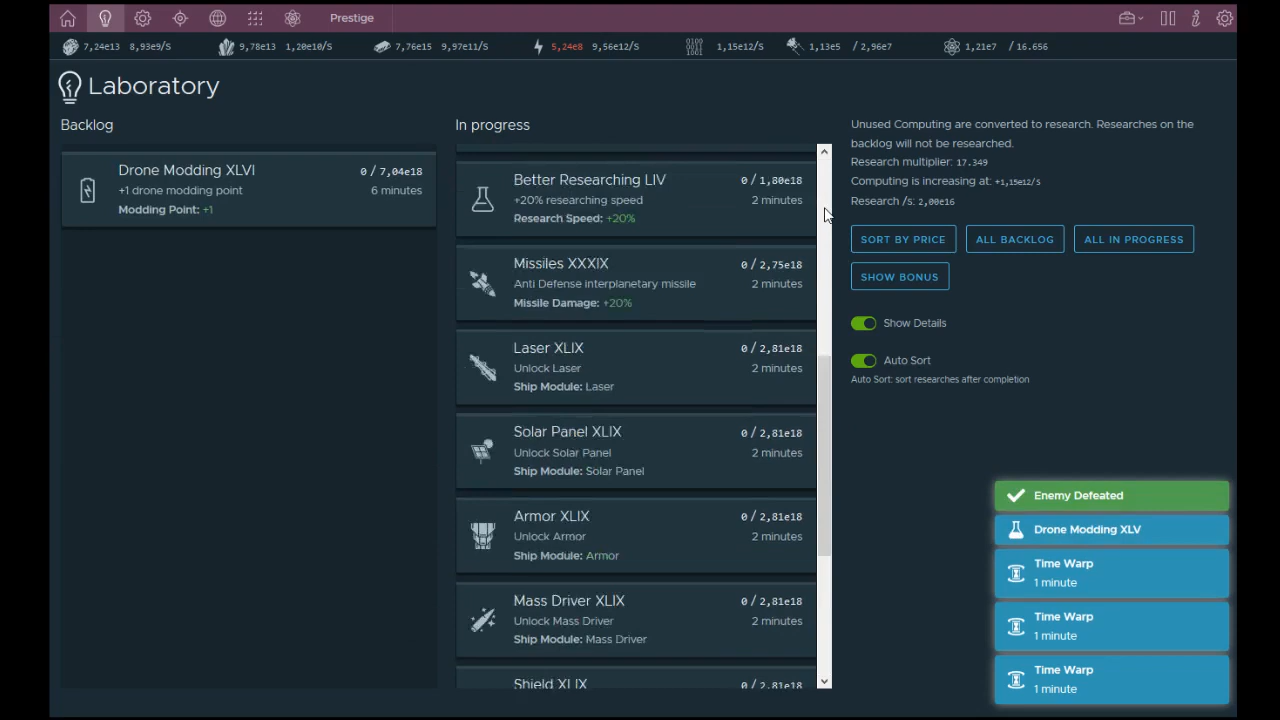 Prestige
7,24e13 8,93e9/S 9,78e13 1,20e10/S 7,76e15 9,97e11/S 5,24e8 9,56e12/S 1,15e12/S 1,13e5 / 2,96e7 1,21e7 / 16.656
Laboratory
Backlog
Drone Modding XLVI 0 / 7,04e18
+1 drone modding point 6 minutes
Modding Point: +1
In progress
Better Researching LIV 0 / 1,80e18
+20% researching speed 2 minutes
Research Speed: +20%
Missiles XXXIX 0 / 2,75e18
Anti Defense interplanetary missile 2 minutes
Missile Damage: +20%
Laser XLIX 0 / 2,81e18
Unlock Laser 2 minutes
Ship Module: Laser
Solar Panel XLIX 0 / 2,81e18
Unlock Solar Panel 2 minutes
Ship Module: Solar Panel
Armor XLIX 0 / 2,81e18
Unlock Armor 2 minutes
Ship Module: Armor
Mass Driver XLIX 0 / 2,81e18
Unlock Mass Driver 2 minutes
Ship Module: Mass Driver
Shield XLIX 0 / 2,81e18
Unused Computing are converted to research. Researches on the
backlog will not be researched.
Research multiplier: 17.349
Computing is increasing at: +1,15e12/S
Research /s: 2,00e16
SORT BY PRICE ALL BACKLOG ALL IN PROGRESS
SHOW BONUS
Show Details
Auto Sort
Auto Sort: sort researches after completion
Enemy Defeated
Drone Modding XLV
Time Warp
1 minute
Time Warp
1 minute
Time Warp
1 minute